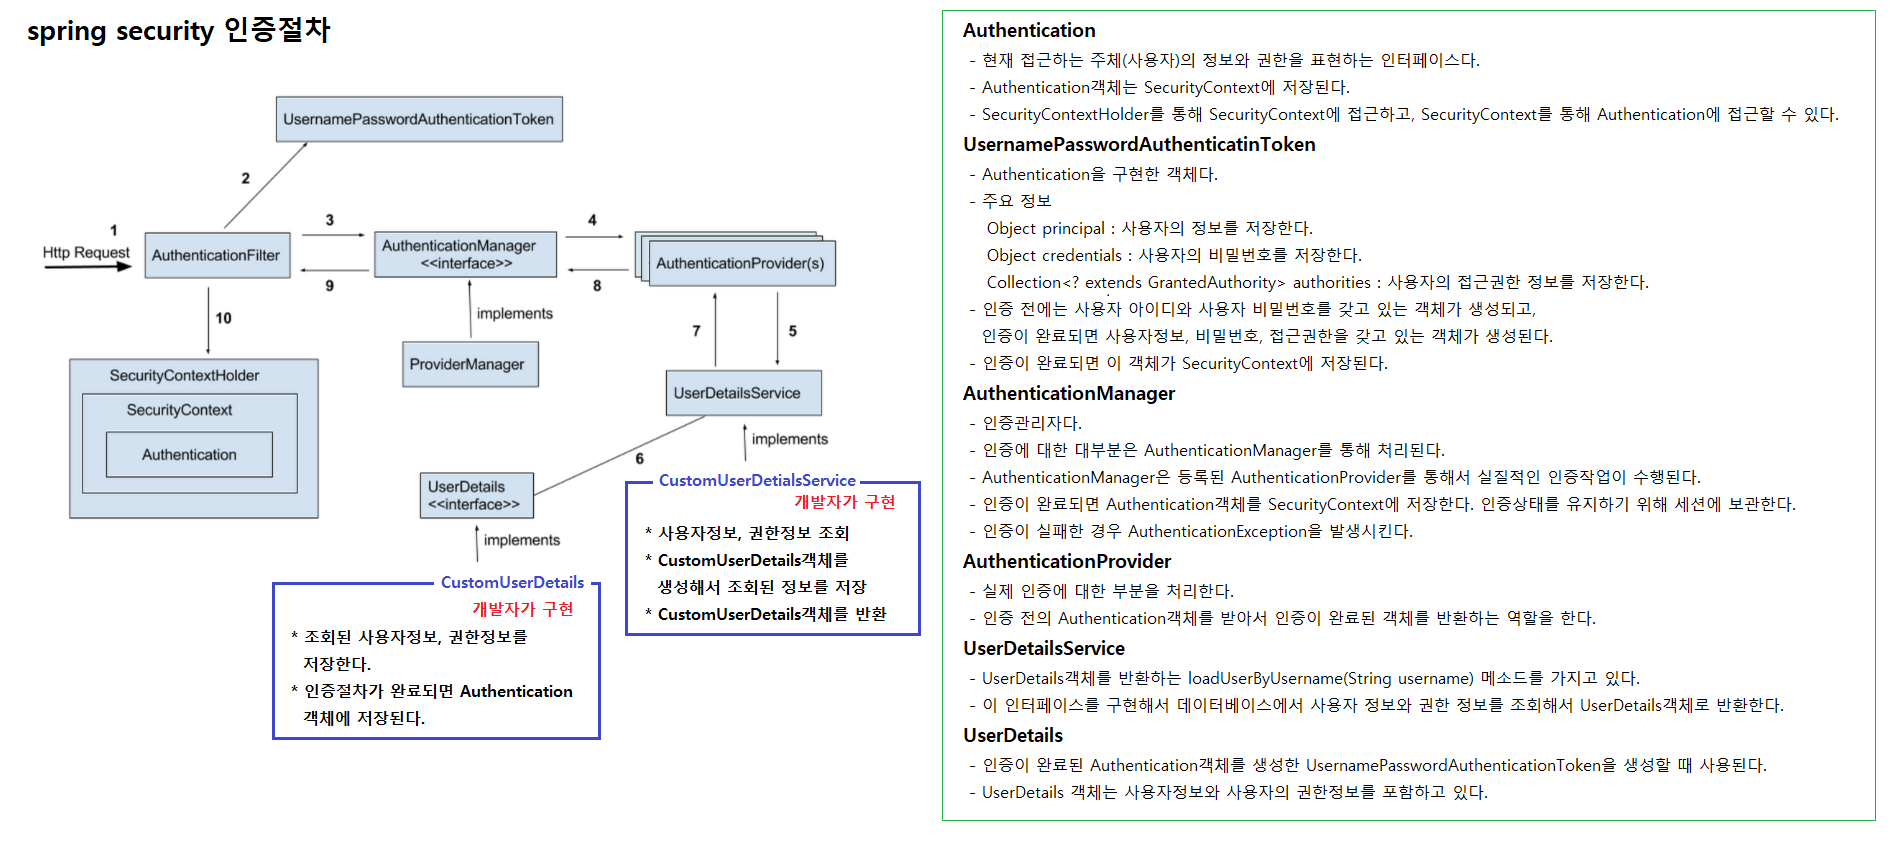 spring security 인증절차
UsernamePasswordAuthenticationToken
2
1
Http Request
AuthenticationFilter
3
9
AuthenticationManager
<<interface>>
4
8
AuthenticationProvider(s)
10
implements
7
5
ProviderManager
SecurityContextHolder
SecurityContext
Authentication
UserDetailsService
implements
6
UserDetails
<<interface>>
implements
CustomUserDetialsService
개발자가 구현
* 사용자정보, 권한정보 조회
* CustomUserDetails객체를
생성해서 조회된 정보를 저장
* CustomUserDetails객체를 반환
CustomUserDetails
개발자가 구현
* 조회된 사용자정보, 권한정보를
저장한다.
* 인증절차가 완료되면 Authentication
객체에 저장된다.
Authentication
- 현재 접근하는 주체(사용자)의 정보와 권한을 표현하는 인터페이스다.
- Authentication객체는 SecurityContext에 저장된다.
- SecurityContextHolder를 통해 SecurityContext에 접근하고, SecurityContext를 통해 Authentication에 접근할 수 있다.
UsernamePasswordAuthenticatinToken
- Authentication을 구현한 객체다.
- 주요 정보
Object principal : 사용자의 정보를 저장한다.
Object credentials : 사용자의 비밀번호를 저장한다.
Collection<? extends GrantedAuthority> authorities : 사용자의 접근권한 정보를 저장한다.
- 인증 전에는 사용자 아이디와 사용자 비밀번호를 갖고 있는 객체가 생성되고,
인증이 완료되면 사용자정보, 비밀번호, 접근권한을 갖고 있는 객체가 생성된다.
- 인증이 완료되면 이 객체가 SecurityContext에 저장된다.
AuthenticationManager
- 인증관리자다.
- 인증에 대한 대부분은 AuthenticationManager를 통해 처리된다.
- AuthenticationManager은 등록된 AuthenticationProvider를 통해서 실질적인 인증작업이 수행된다.
- 인증이 완료되면 Authentication객체를 SecurityContext에 저장한다. 인증상태를 유지하기 위해 세션에 보관한다.
- 인증이 실패한 경우 AuthenticationException을 발생시킨다.
AuthenticationProvider
- 실제 인증에 대한 부분을 처리한다.
- 인증 전의 Authentication객체를 받아서 인증이 완료된 객체를 반환하는 역할을 한다.
UserDetailsService
- UserDetails객체를 반환하는 loadUserByUsername(String username) 메소드를 가지고 있다.
- 이 인터페이스를 구현해서 데이터베이스에서 사용자 정보와 권한 정보를 조회해서 UserDetails객체로 반환한다.
UserDetails
- 인증이 완료된 Authentication객체를 생성한 UsernamePasswordAuthenticationToken을 생성할 때 사용된다.
- UserDetails 객체는 사용자정보와 사용자의 권한정보를 포함하고 있다.